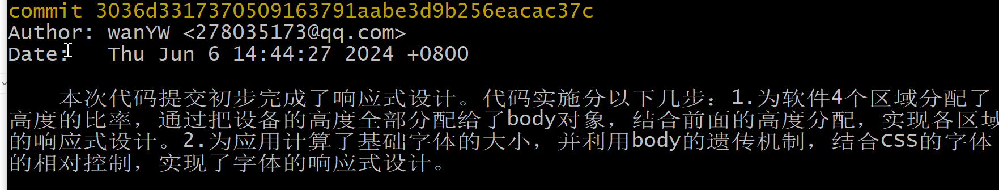 commit 3036d3317370509163791aabe3d9b256eacac37c
Author: wanYW <278035173@qq.com>
Date:   Thu Jun 6 14:44:27 2024 +0800
本次代码提交初步完成了响应式设计。代码实施分以下几步：1.为软件4个区域分配了
高度的比率，通过把设备的高度全部分配给了body对象，结合前面的高度分配，实现各区域
的响应式设计。2.为应用计算了基础字体的大小，并利用body的遗传机制，结合CSS的字体
的相对控制，实现了字体的响应式设计。